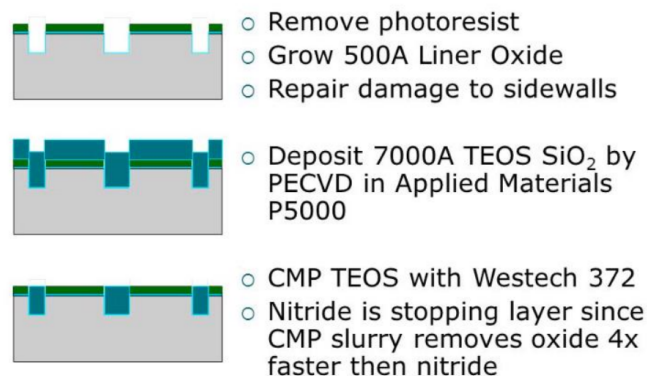 ○ Remove photoresist
○ Grow 500A Liner Oxide
○ Repair damage to sidewalls
○ Deposit 7000A TEOS SiO₂ by
PECVD in Applied Materials
P5000
○ CMP TEOS with Westech 372
○ Nitride is stopping layer since
CMP slurry removes oxide 4x
faster then nitride